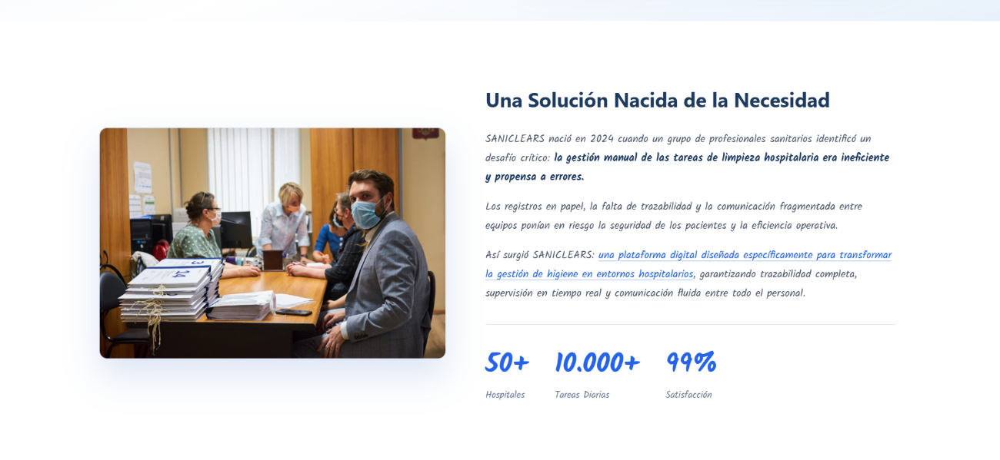 Una Solución Nacida de la Necesidad
SANICLEARS nació en 2024 cuando un grupo de profesionales sanitarios identificó un
desafío crítico: la gestión manual de las tareas de limpieza hospitalaria era ineficiente
y propensa a errores.
Los registros en papel, la falta de trazabilidad y la comunicación fragmentada entre
equipos ponían en riesgo la seguridad de los pacientes y la eficiencia operativa.
Así surgió SANICLEARS: una plataforma digital diseñada específicamente para transformar
la gestión de higiene en entornos hospitalarios, garantizando trazabilidad completa,
supervisión en tiempo real y comunicación fluida entre todo el personal.
50+ 10.000+ 99%
Hospitales Tareas Diarias Satisfacción